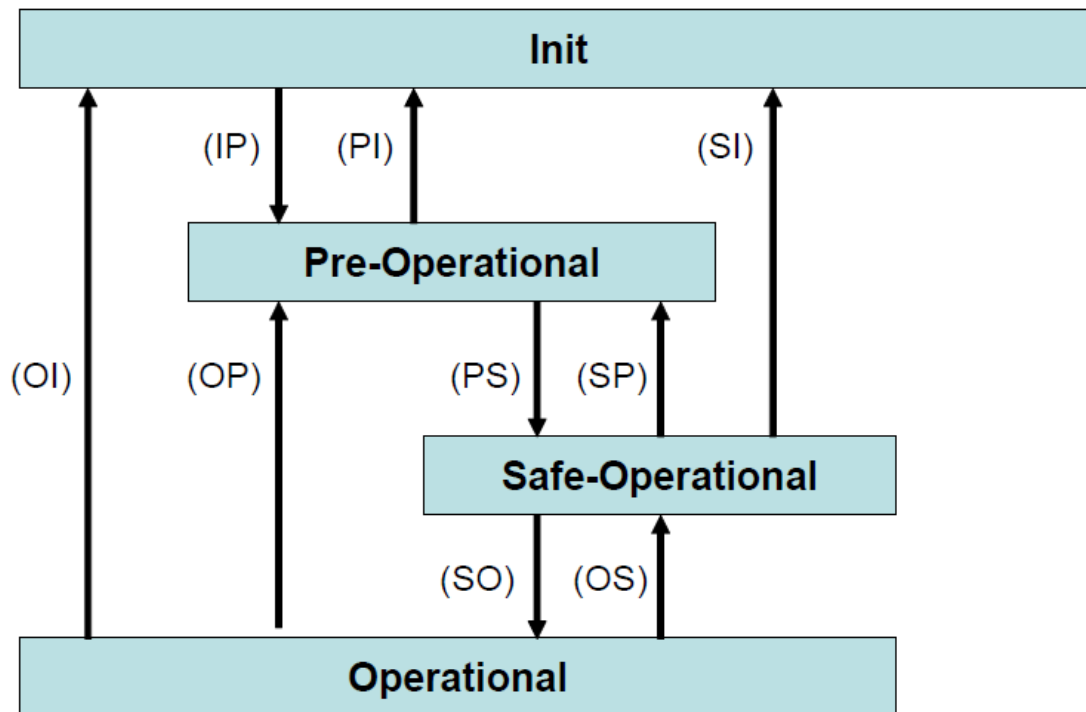 Init
(IP)
(PI)
(SI)
Pre-Operational
(OI)
(OP)
(PS)
(SP)
Safe-Operational
(SO)
(OS)
Operational